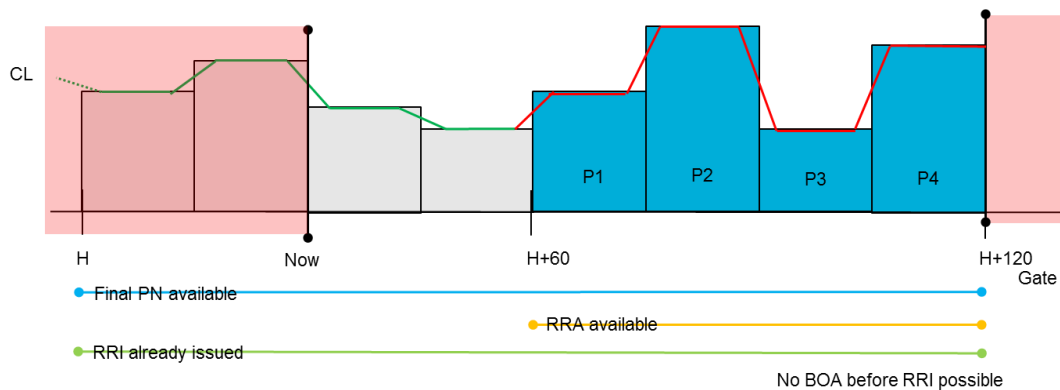 CL
P1
P2
P3
P4
H
Now
H+60
H+120
Gate
Final PN available
RRA available
RRI already issued
No BOA before RRI possible